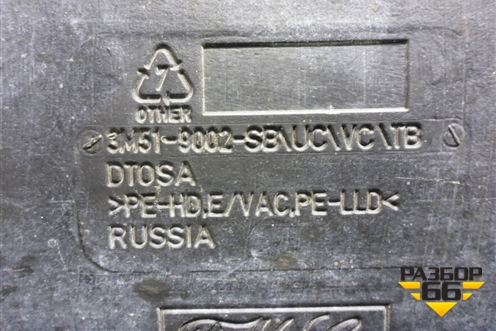 7
OTHER
3M51-9002-SB\UC\VC\TB
DTOSA
>PE-HD,E/VAC,PE-LLD<
RUSSIA
РАЗБОР
66